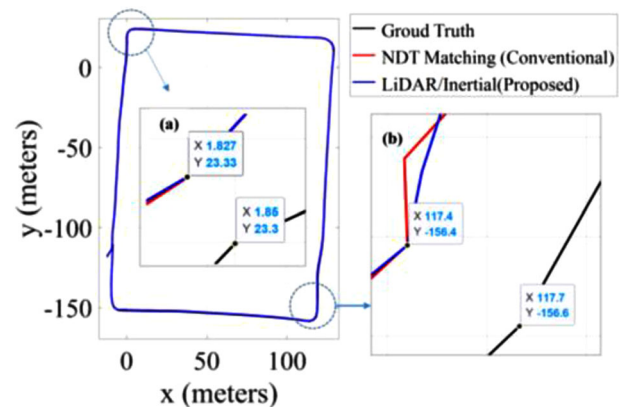 Groud Truth
NDT Matching (Conventional)
LiDAR/Inertial(Proposed)
0
-50
-100
-150
y (meters)
0
50
100
x (meters)
(a)
X 1.827
Y 23.33
X 1.85
Y 23.3
(b)
X 117.4
Y -156.4
X 117.7
Y -156.6